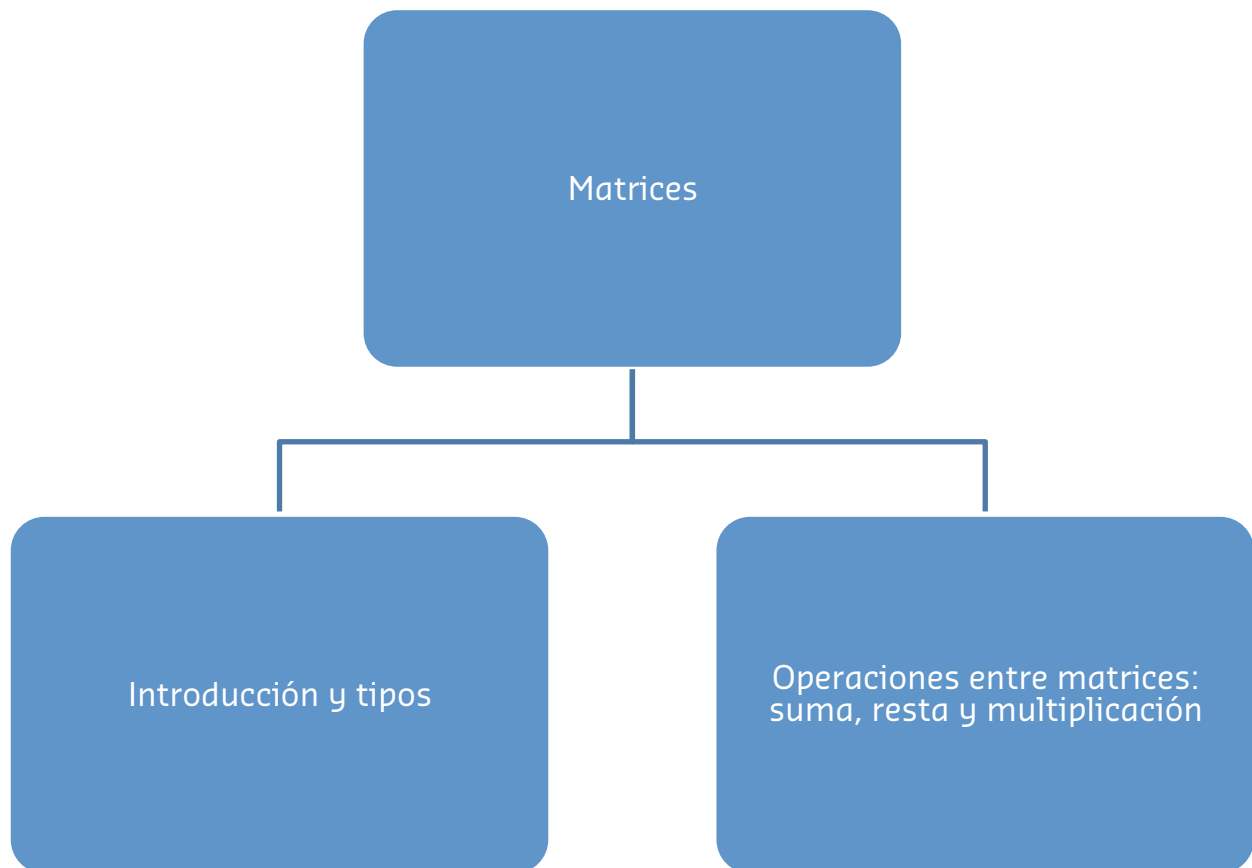 Matrices
Introducción y tipos
Operaciones entre matrices:
suma, resta y multiplicación